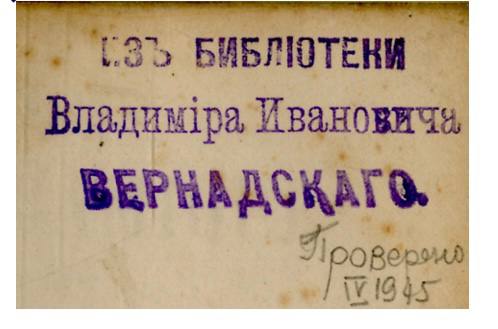 ИЗЪ БИБЛІОТЕКИ
Владиміра Ивановича
ВЕРНАДСКАГО.
Проверено
IV 1945